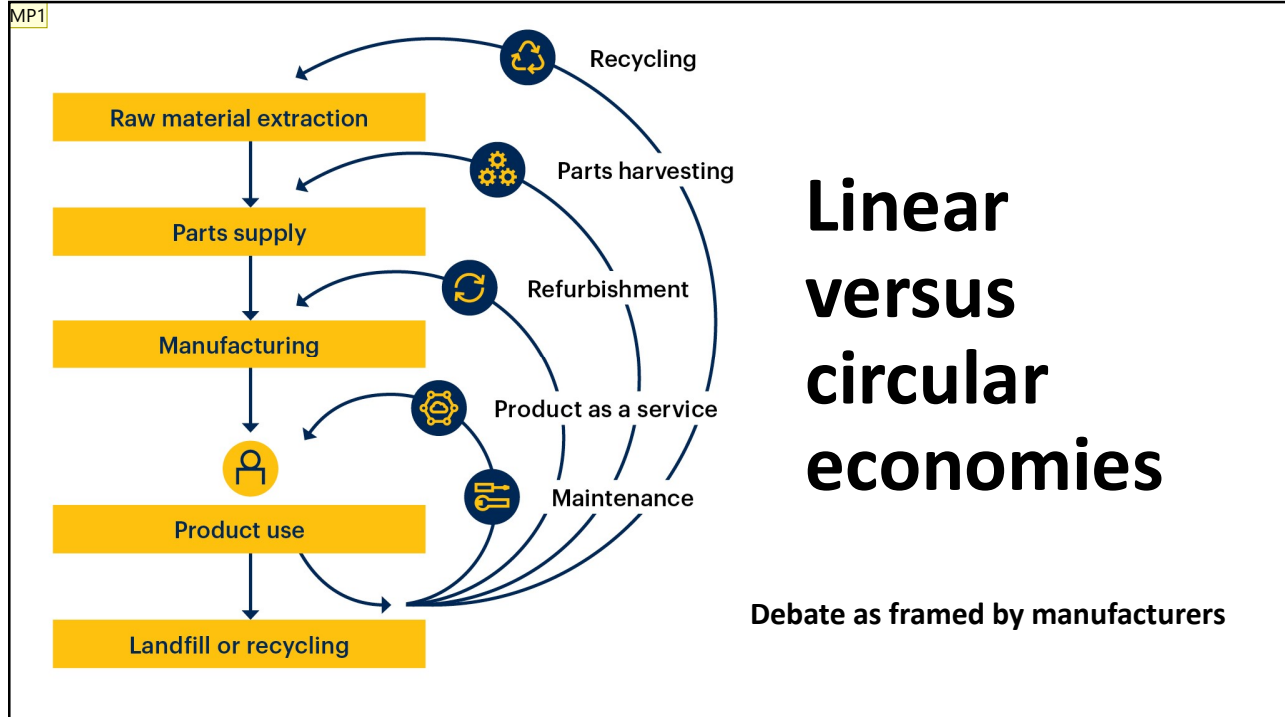 MP1
Recycling
Raw material extraction
Parts harvesting
Parts supply
Refurbishment
Manufacturing
Product as a service
Maintenance
Product use
Landfill or recycling
Linear
versus
circular
economies
Debate as framed by manufacturers